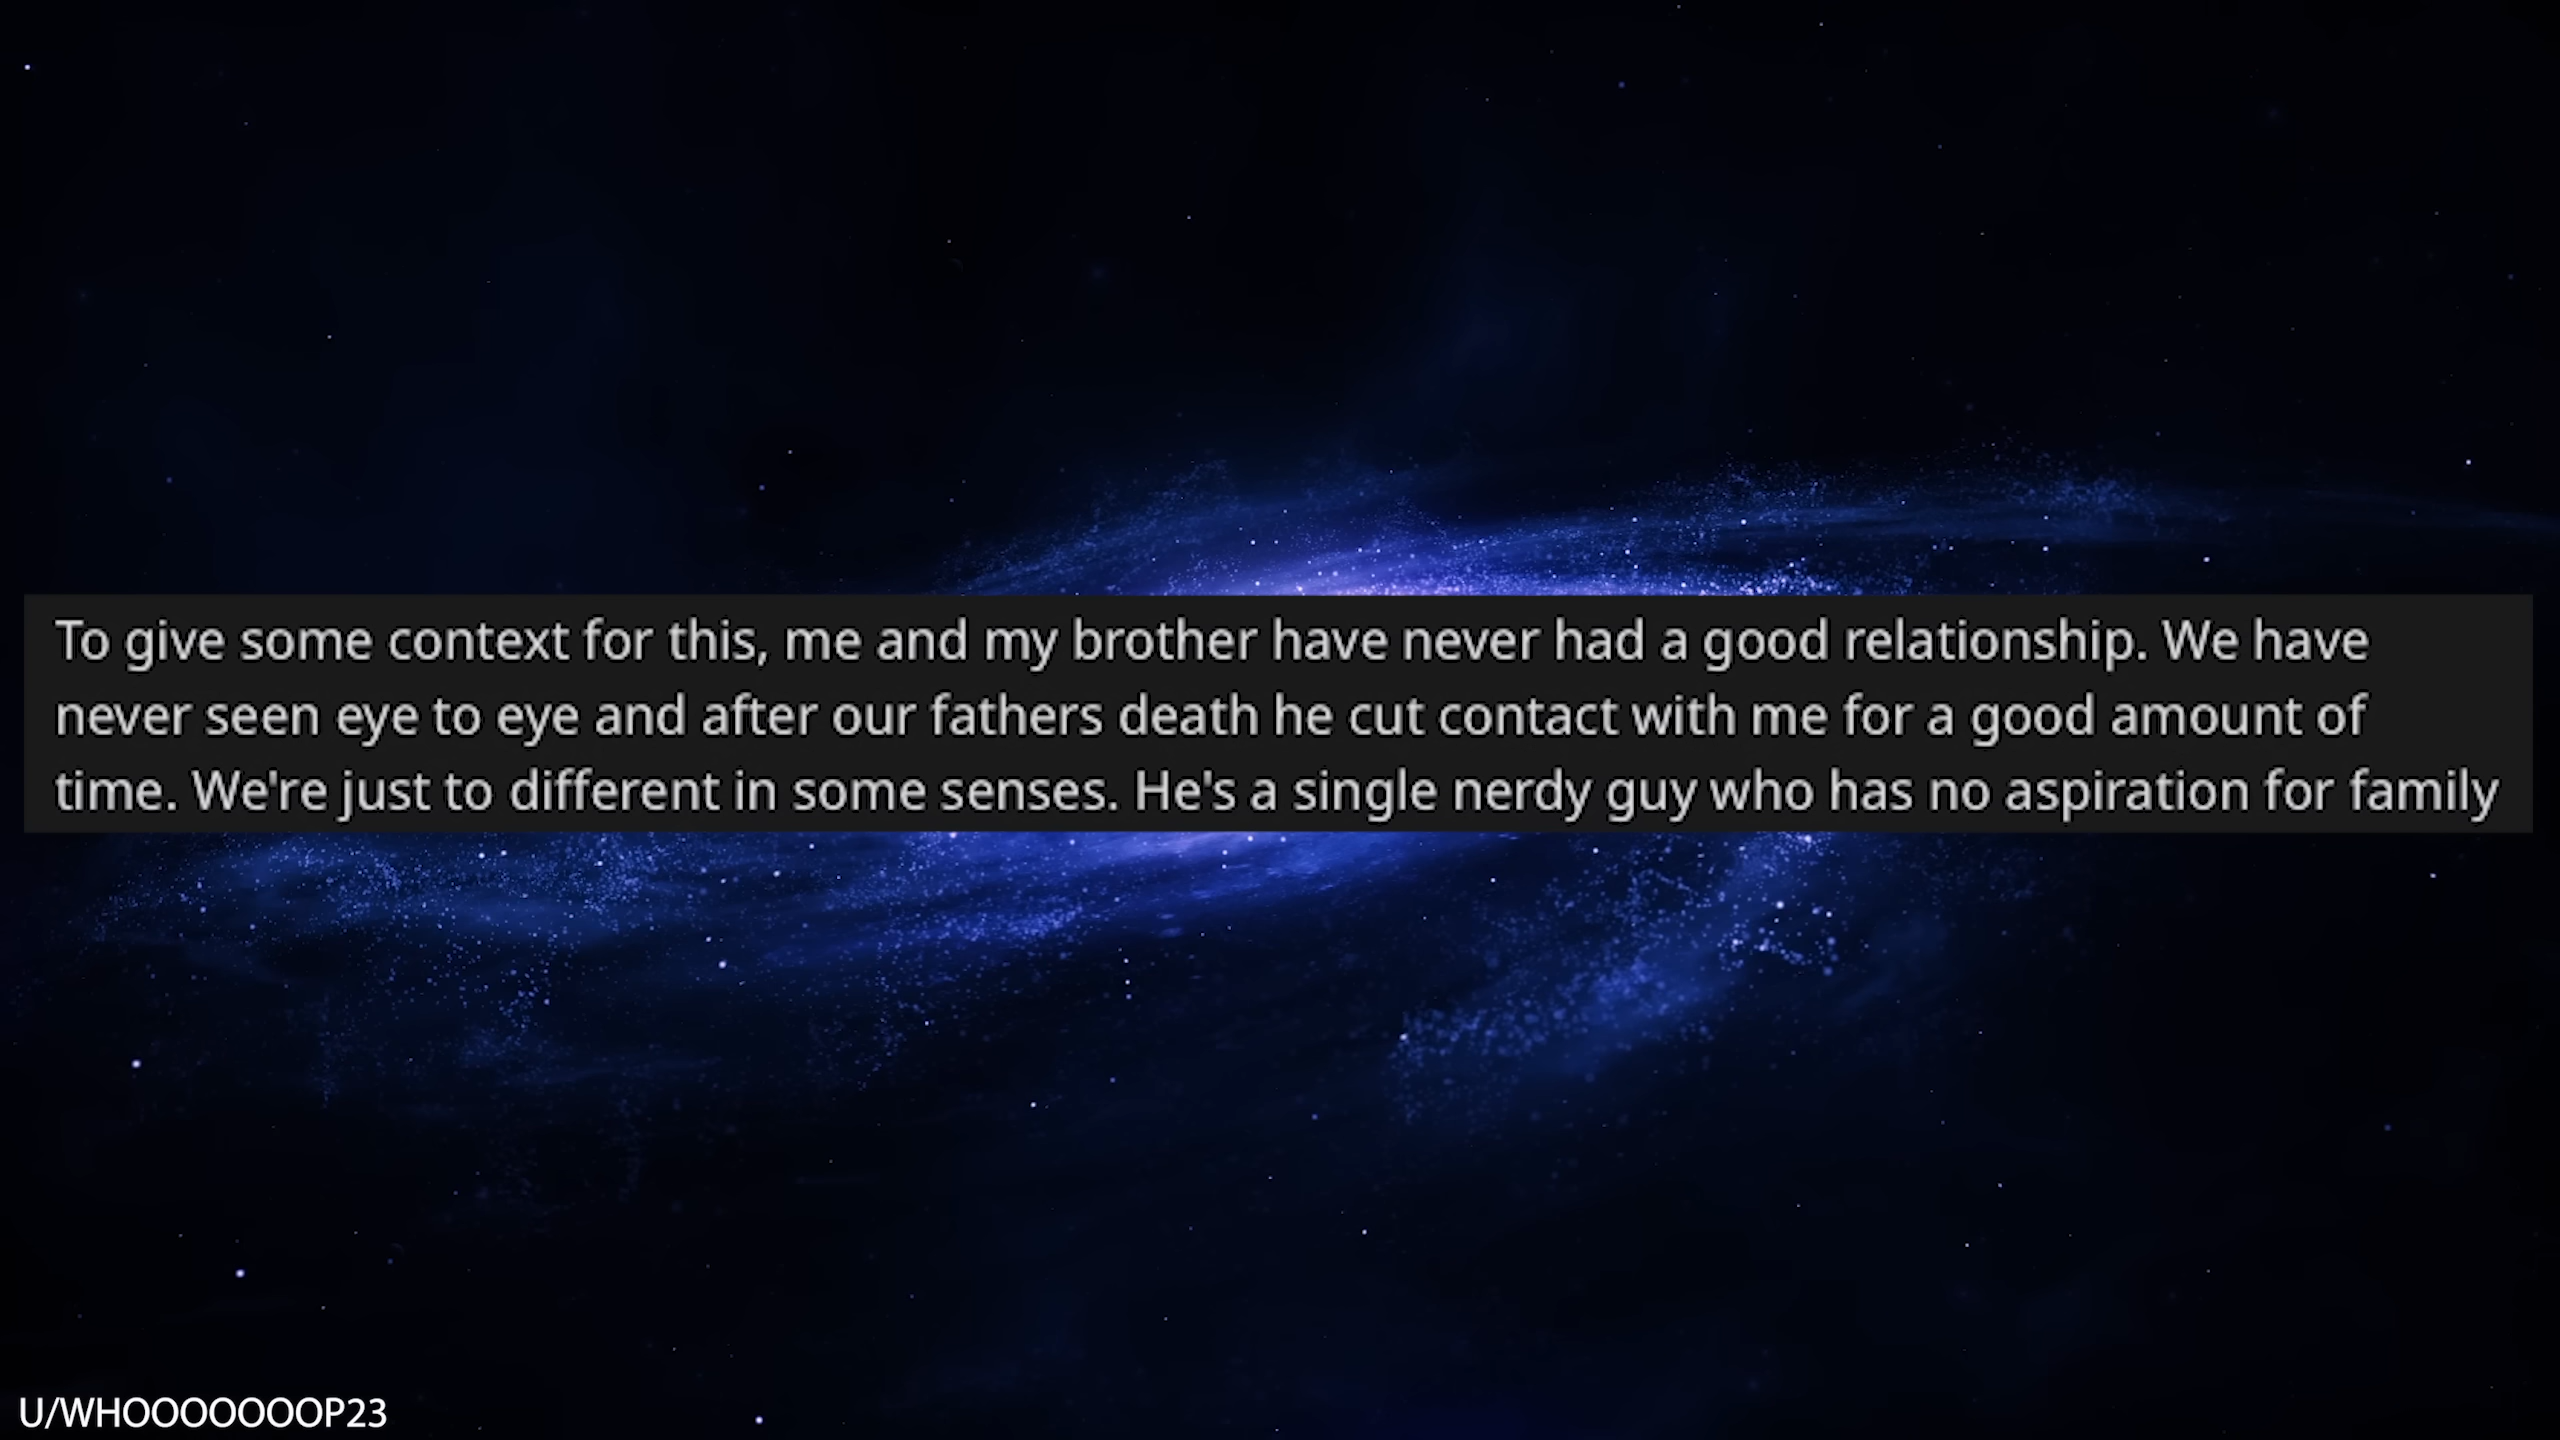 To give some context for this, me and my brother have never had a good relationship. We have
never seen eye to eye and after our fathers death he cut contact with me for a good amount of
time. We're just to different in some senses. He's a single nerdy guy who has no aspiration for family
U/WHOOOOOOOP23